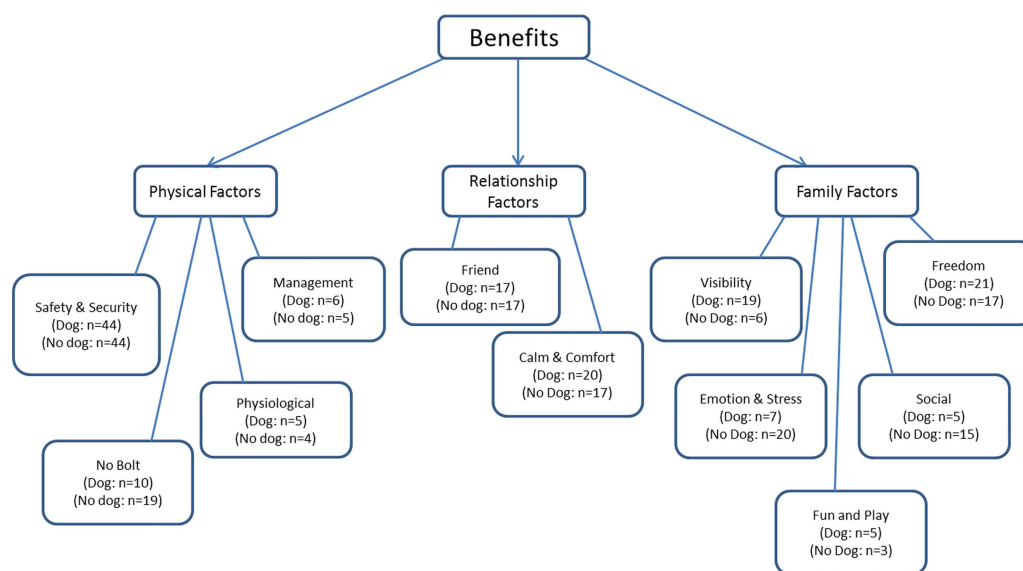 Benefits
Physical Factors
Relationship
Factors
Family Factors
Safety & Security
(Dog: n=44)
(No dog: n=44)
No Bolt
(Dog: n=10)
(No dog: n=19)
Physiological
(Dog: n=5)
(No dog: n=4)
Management
(Dog: n=6)
(No dog: n=5)
Friend
(Dog: n=17)
(No dog: n=17)
Calm & Comfort
(Dog: n=20)
(No Dog: n=17)
Visibility
(Dog: n=19)
(No Dog: n=6)
Emotion & Stress
(Dog: n=7)
(No Dog: n=20)
Fun and Play
(Dog: n=5)
(No Dog: n=3)
Social
(Dog: n=5)
(No Dog: n=15)
Freedom
(Dog: n=21)
(No Dog: n=17)